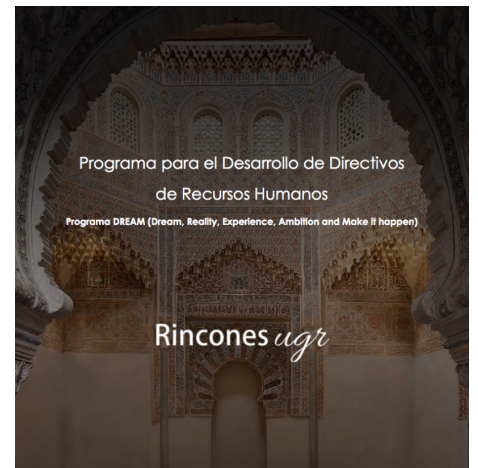 Programa para el Desarrollo de Directivos
de Recursos Humanos
Programa DREAM (Dream, Reality, Experience, Ambition and Make it happen)
Rincones ugr